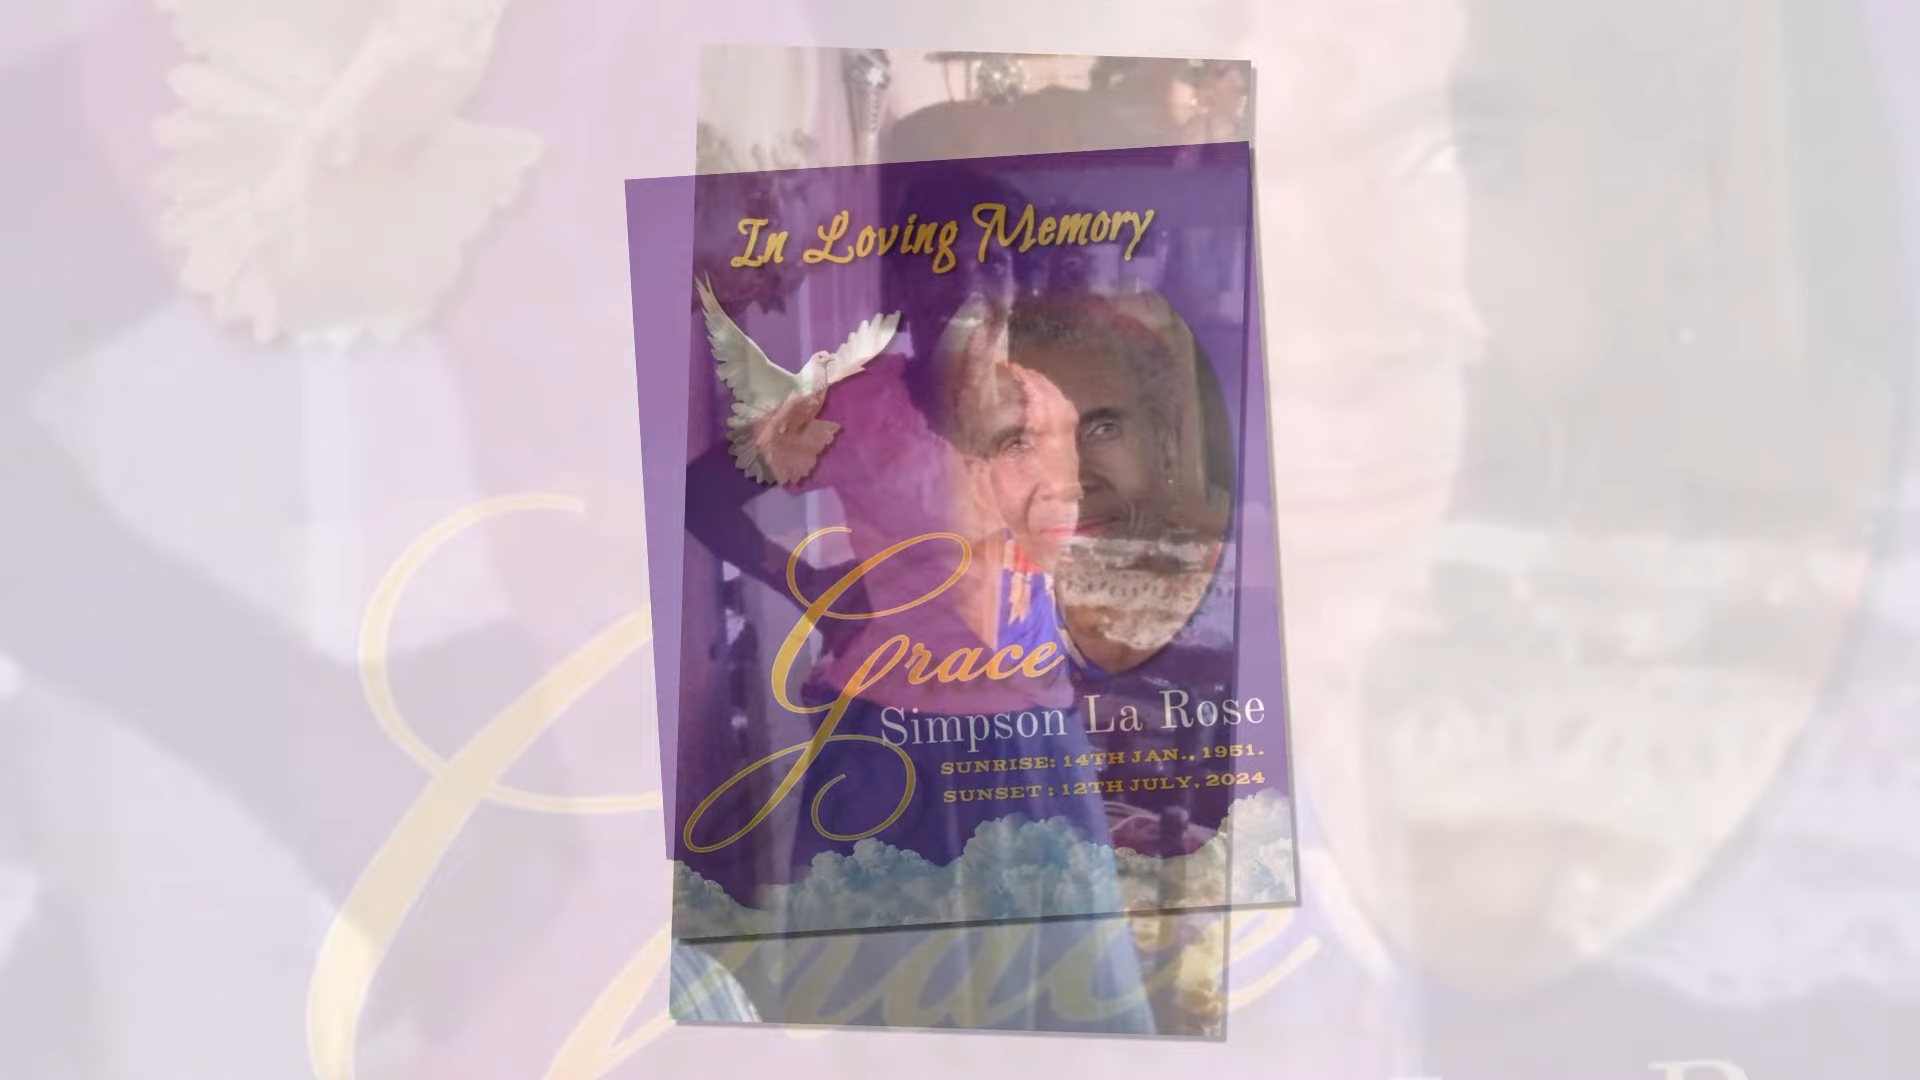 In Loving Memory
Grace
Simpson La Rose
SUNRISE: 14TH JAN., 1951.
SUNSET : 12TH JULY, 2024